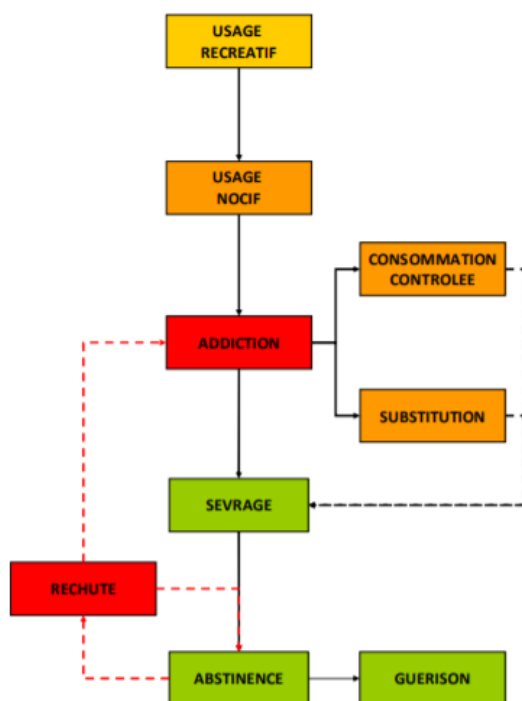 USAGE
RECREATIF
USAGE
NOCIF
CONSOMMATION
CONTROLEE
ADDICTION
SUBSTITUTION
SEVRAGE
RECHUTE
ABSTINENCE
GUERISON